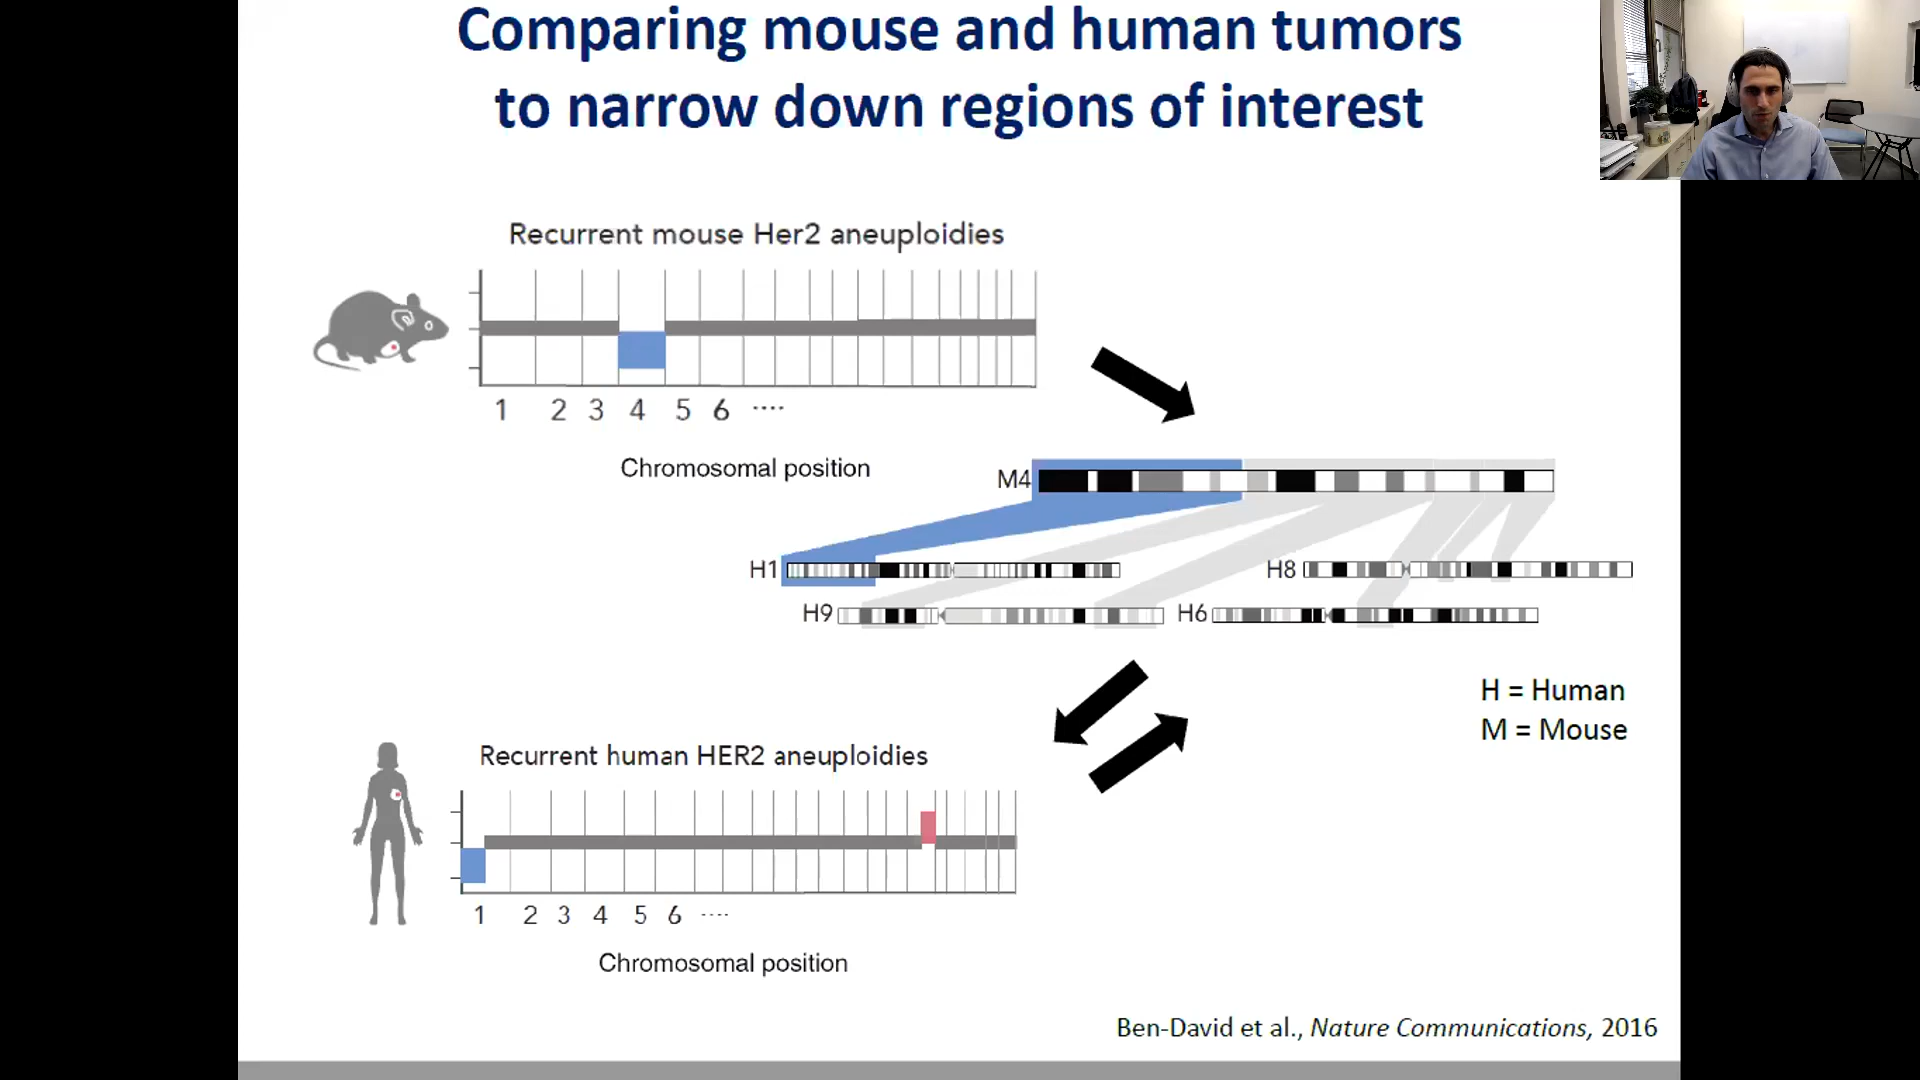 Comparing mouse and human tumors
to narrow down regions of interest
Recurrent mouse Her2 aneuploidies
1 2 3 4 5 6 ....
Chromosomal position
M4
H1
H8
H9
H6
H = Human
M = Mouse
Recurrent human HER2 aneuploidies
1 2 3 4 5 6 ....
Chromosomal position
Ben-David et al., Nature Communications, 2016